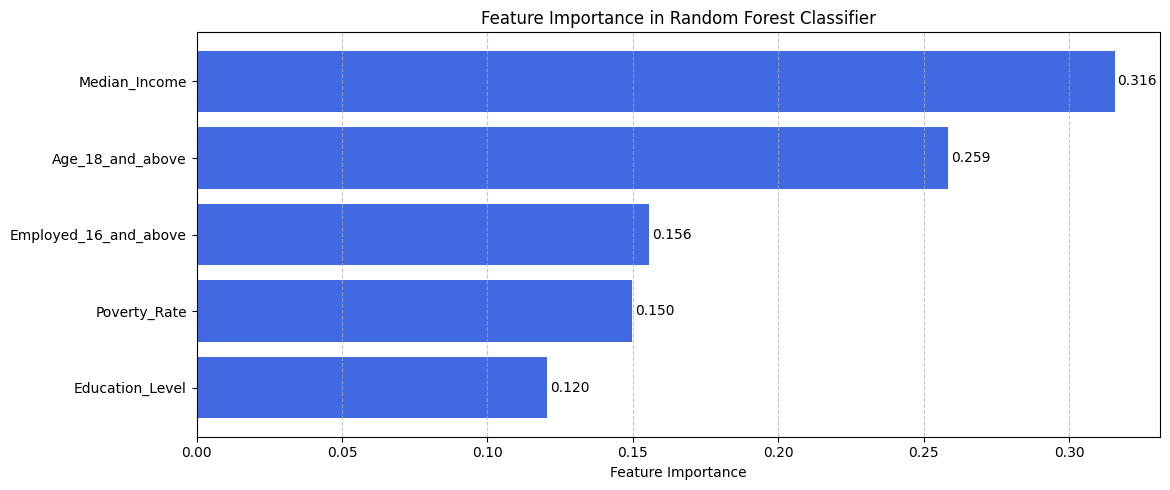 Feature Importance in Random Forest Classifier
Median_Income
0.316
Age_18_and_above
0.259
Employed_16_and_above
0.156
Poverty_Rate
0.150
Education_Level
0.120
0.00 0.05 0.10 0.15 0.20 0.25 0.30
Feature Importance